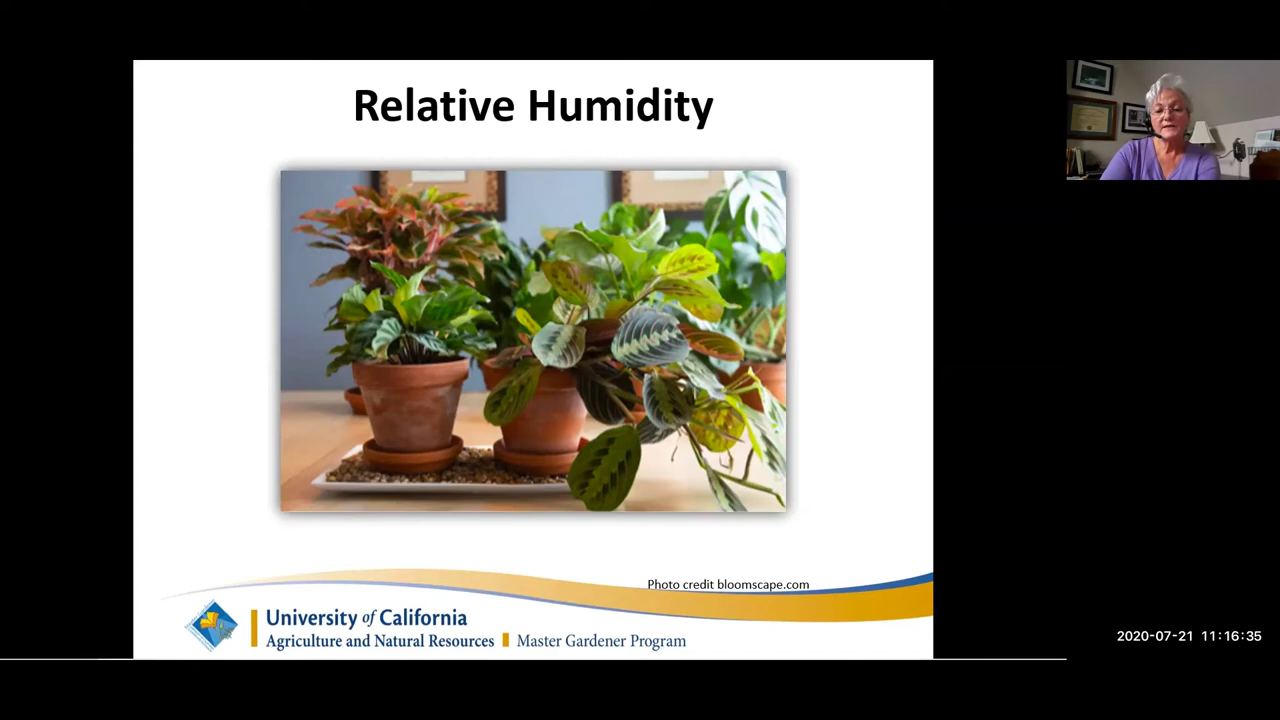 Relative Humidity
Photo credit bloomscape.com
University of California
Agriculture and Natural Resources Master Gardener Program
2020-07-21 11:16:35